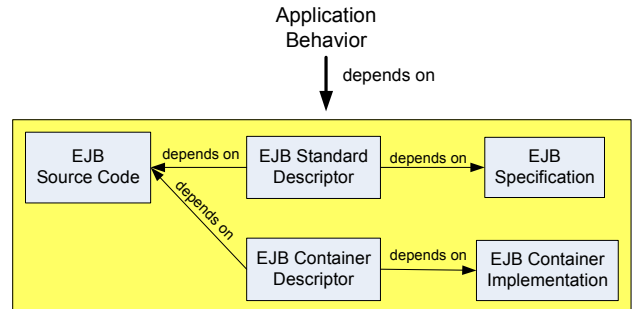 Application
Behavior
depends on
EJB
Source Code
depends on
EJB Standard
Descriptor
depends on
EJB
Specification
depends on
EJB Container
Descriptor
depends on
EJB Container
Implementation